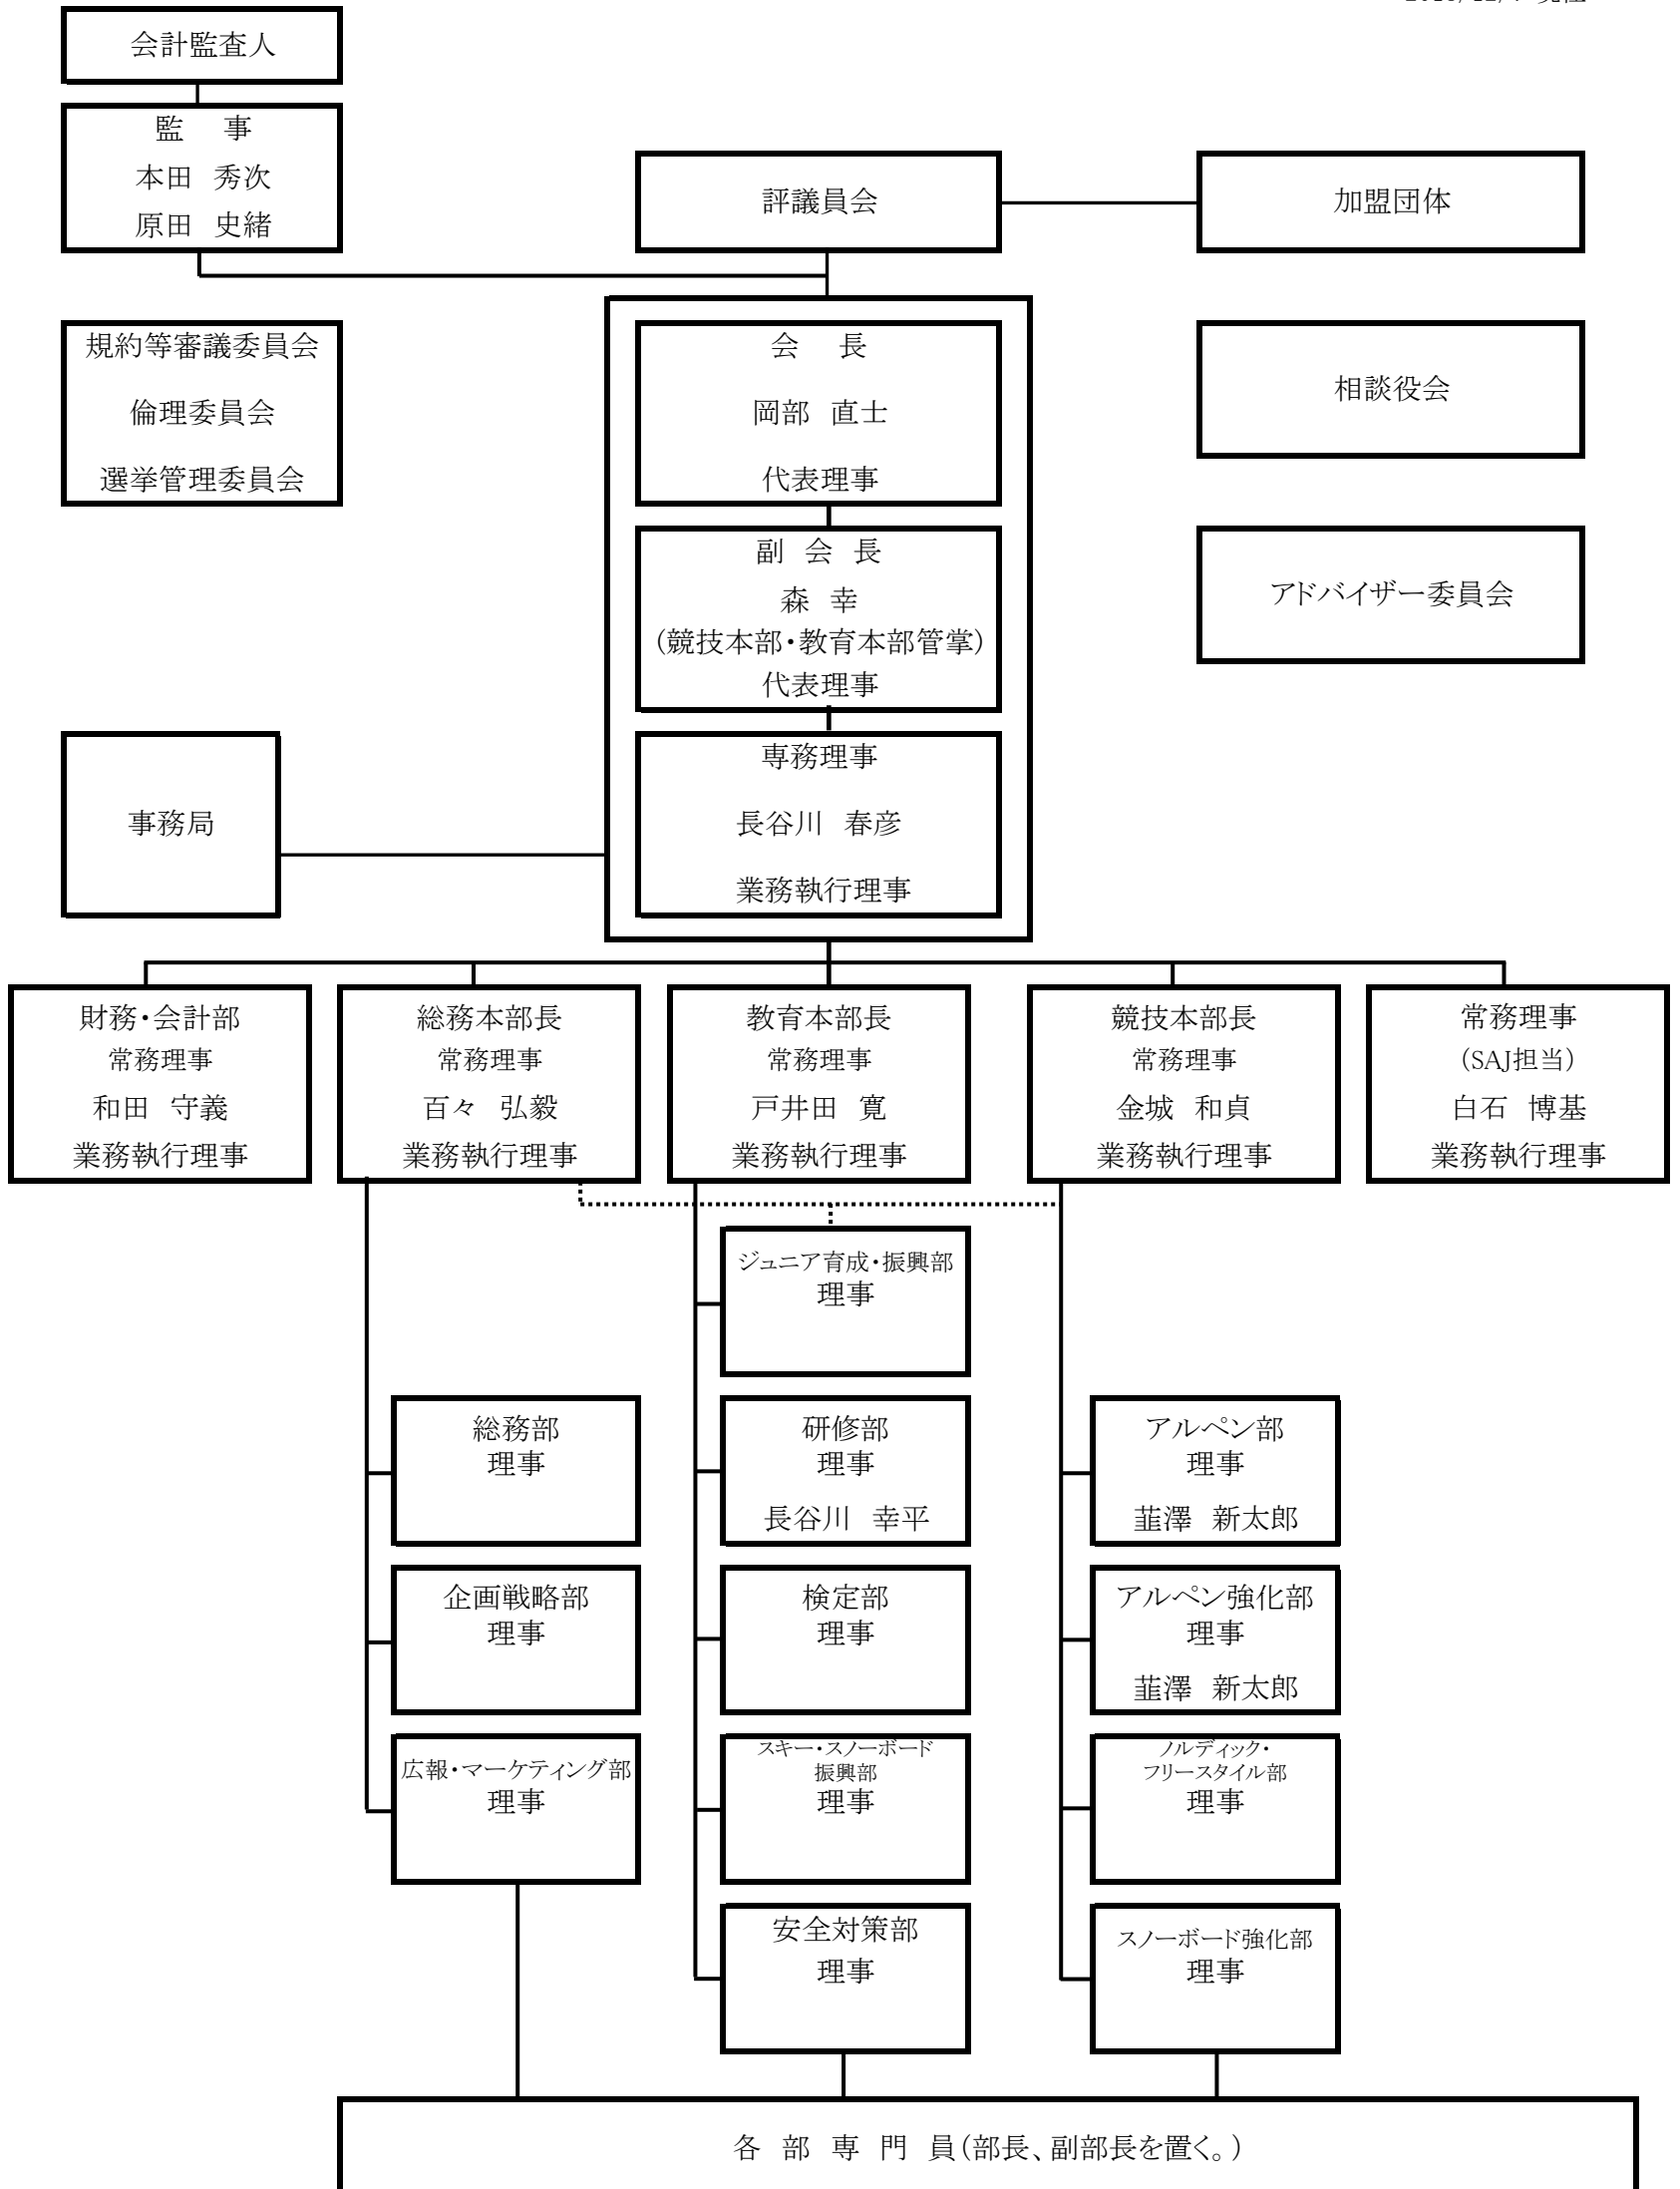 会計監査人
監 事
本田 秀次
原田 史緒
評議員会
加盟団体
規約等審議委員会
倫理委員会
選挙管理委員会
会 長
岡部 直士
代表理事
相談役会
副 会 長
森 幸
(競技本部・教育本部管掌)
代表理事
アドバイザー委員会
専務理事
長谷川 春彦
業務執行理事
事務局
財務・会計部
常務理事
和田 守義
業務執行理事
総務本部長
常務理事
百々 弘毅
業務執行理事
教育本部長
常務理事
戸井田 寛
業務執行理事
競技本部長
常務理事
金城 和貞
業務執行理事
常務理事
(SAJ担当)
白石 博基
業務執行理事
ジュニア育成・振興部
理事
総務部
理事
研修部
理事
長谷川 幸平
アルペン部
理事
韮澤 新太郎
企画戦略部
理事
検定部
理事
アルペン強化部
理事
韮澤 新太郎
広報・マーケティング部
理事
スキー・スノーボード
振興部
理事
ノルディック・
フリースタイル部
理事
安全対策部
理事
スノーボード強化部
理事
各 部 専 門 員(部長、副部長を置く。)